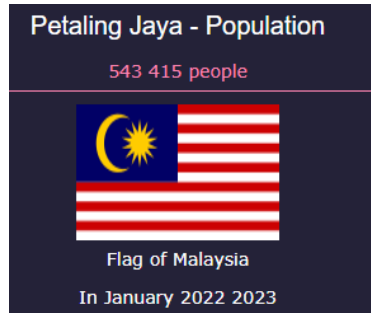 Petaling Jaya - Population
543 415 people
Flag of Malaysia
In January 2022 2023